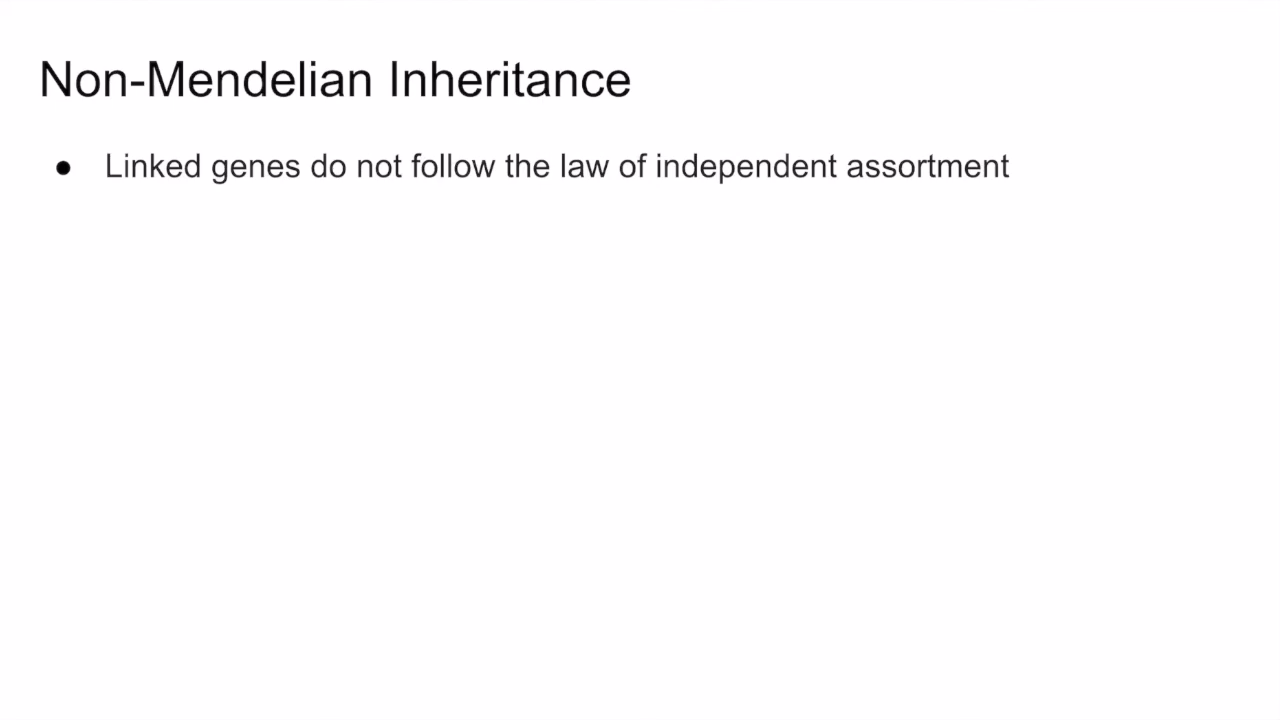 Non-Mendelian Inheritance
● Linked genes do not follow the law of independent assortment